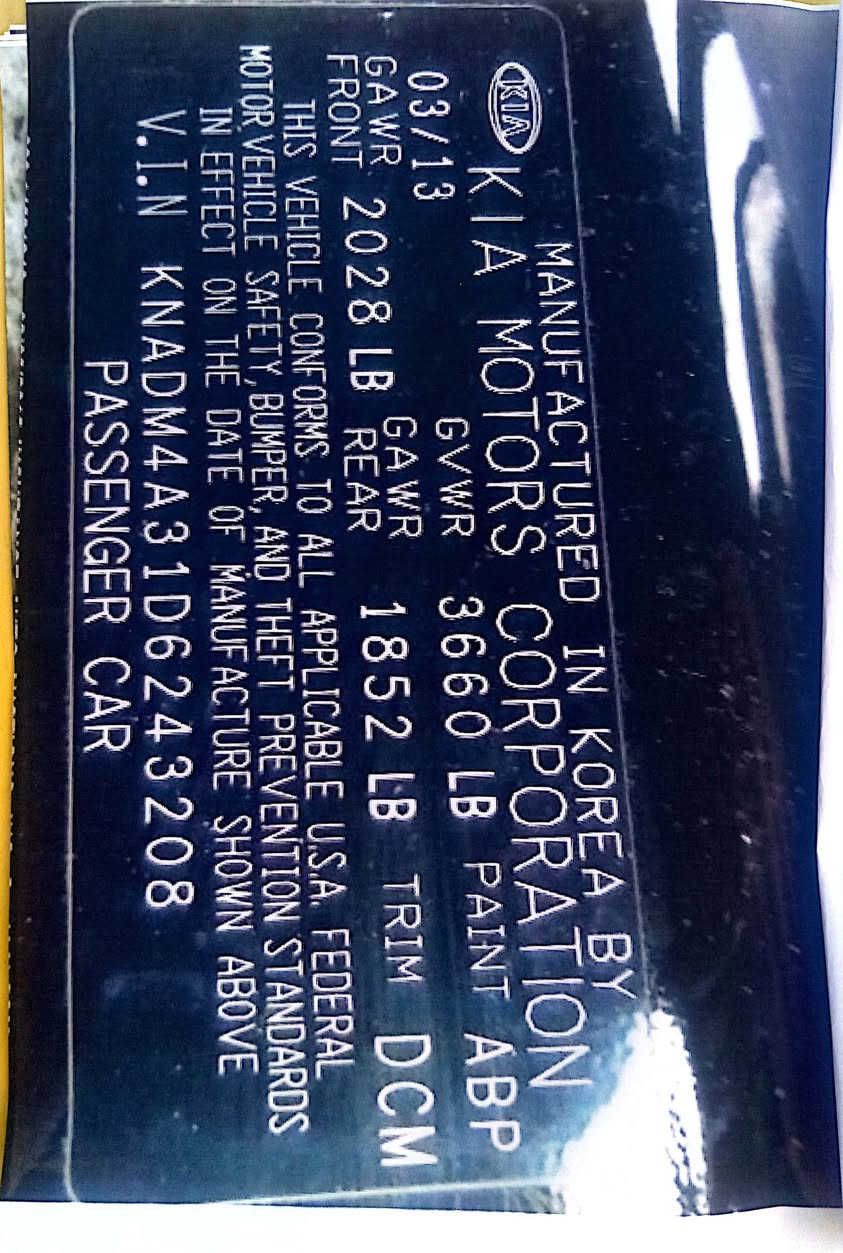 MANUFACTURED IN KOREA BY
KIA KIA MOTORS CORPORATION
03/13 GVWR 3660 LB PAINT ABP
GAWR FRONT 2028 LB GAWR REAR 1852 LB TRIM DCM
THIS VEHICLE CONFORMS TO ALL APPLICABLE U.S.A. FEDERAL
MOTOR VEHICLE SAFETY, BUMPER, AND THEFT PREVENTION STANDARDS
IN EFFECT ON THE DATE OF MANUFACTURE SHOWN ABOVE
V.I.N KNADM4A31D6243208
PASSENGER CAR